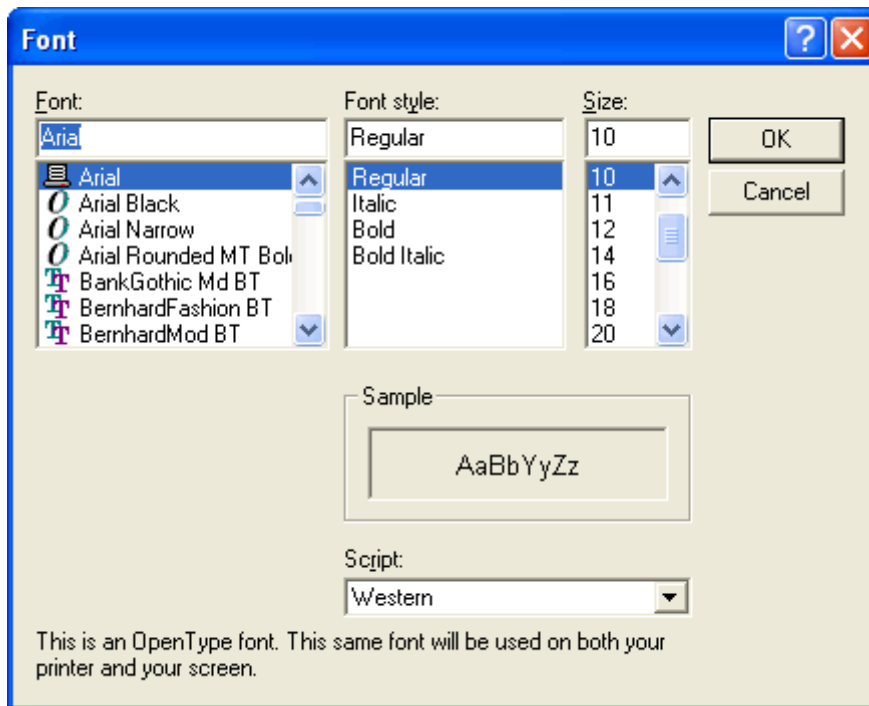 Font
Font:
Arial
Arial
Arial Black
Arial Narrow
Arial Rounded MT Bol
BankGothic Md BT
BernhardFashion BT
BernhardMod BT
Font style:
Regular
Regular
Italic
Bold
Bold Italic
Size:
10
10
11
12
14
16
18
20
OK
Cancel
Sample
AaBbYyZz
Script:
Western
This is an OpenType font. This same font will be used on both your
printer and your screen.